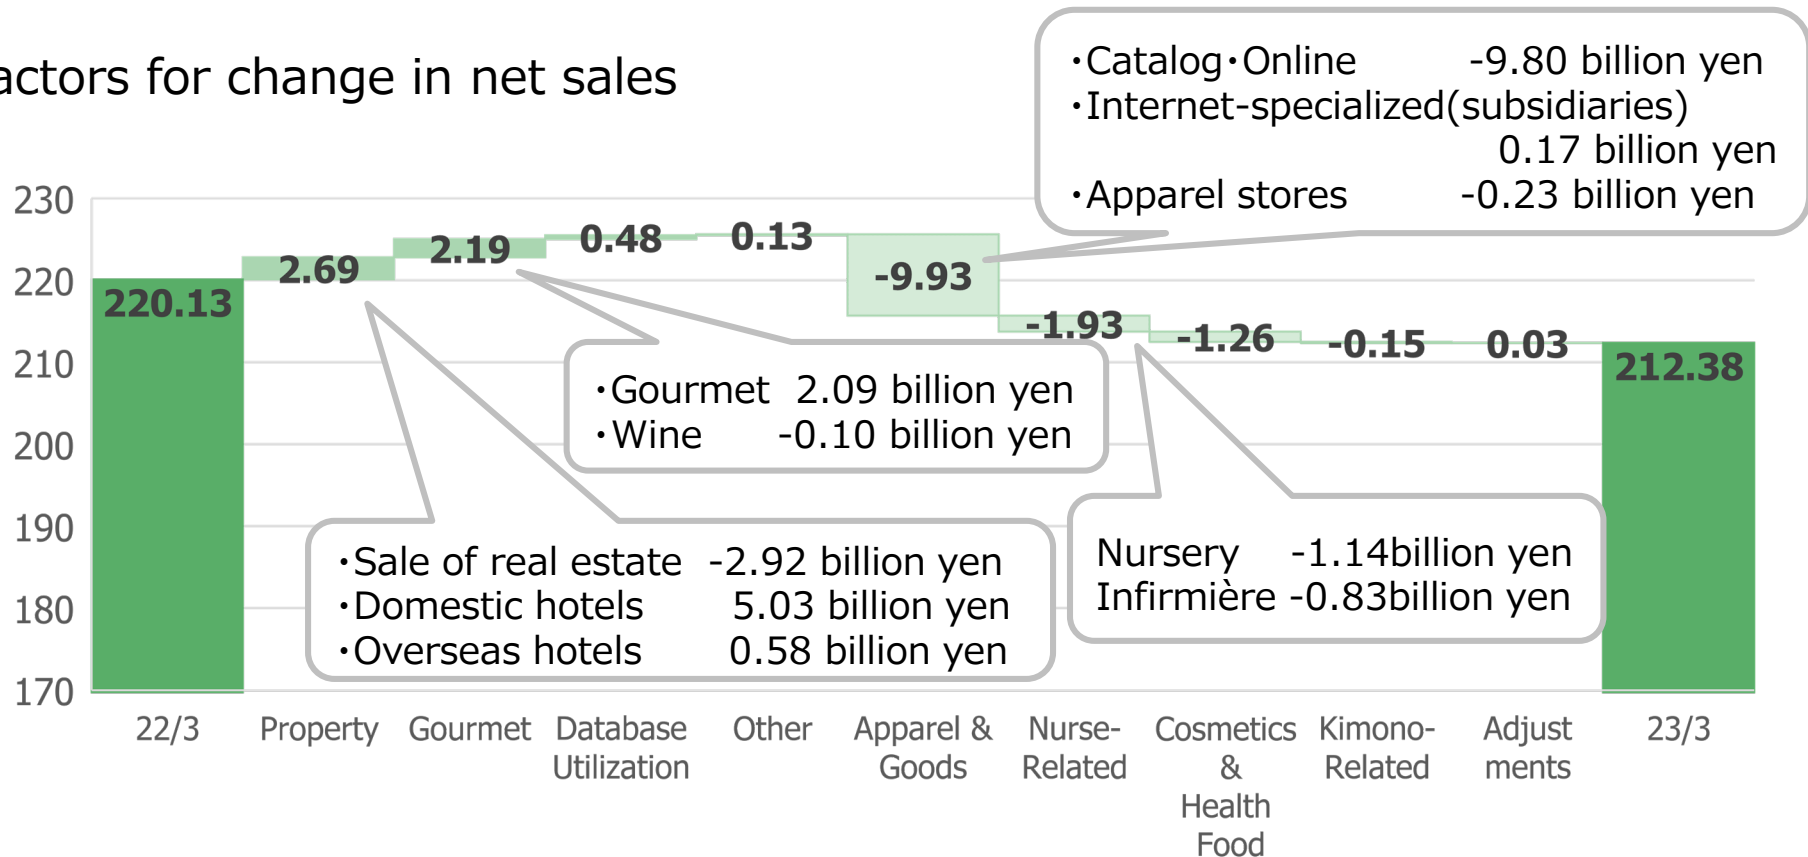 actors for change in net sales
・Catalog・Online -9.80 billion yen
・Internet-specialized(subsidiaries)
0.17 billion yen
・Apparel stores -0.23 billion yen
230
220
210
200
190
180
170
220.13
2.69
2.19
0.48
0.13
-9.93
-1.93
-1.26
-0.15
0.03
212.38
・Gourmet 2.09 billion yen
・Wine -0.10 billion yen
・Sale of real estate -2.92 billion yen
・Domestic hotels 5.03 billion yen
・Overseas hotels 0.58 billion yen
Nursery -1.14billion yen
Infirmière -0.83billion yen
22/3
Property
Gourmet
Database
Utilization
Other
Apparel &
Goods
Nurse-
Related
Cosmetics
&
Health
Food
Kimono-
Related
Adjust
ments
23/3